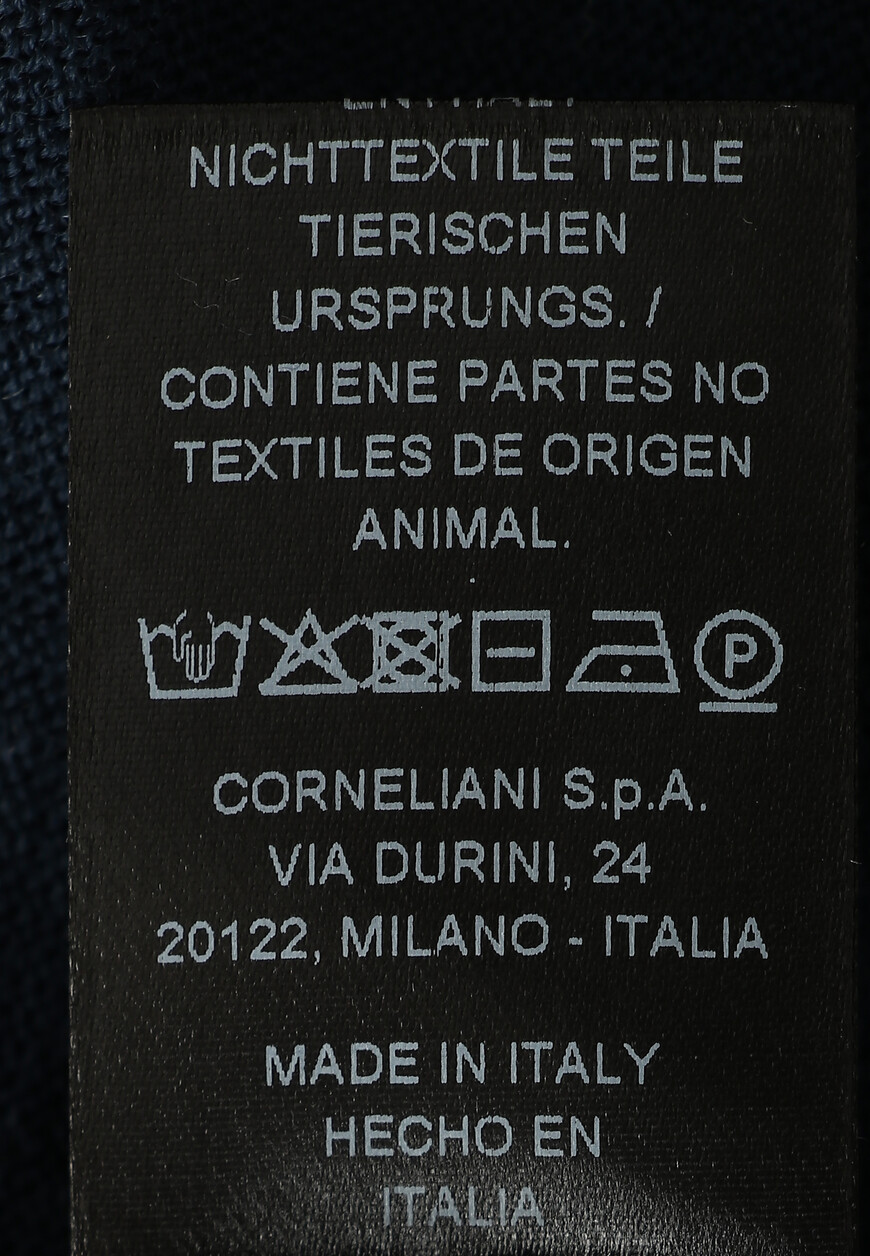 ENTHÄLT
NICHTTEXTILE TEILE
TIERISCHEN
URSPRUNGS. /
CONTIENE PARTES NO
TEXTILES DE ORIGEN
ANIMAL.
P
CORNELIANI S.p.A.
VIA DURINI, 24
20122, MILANO - ITALIA
MADE IN ITALY
HECHO EN
ITALIA